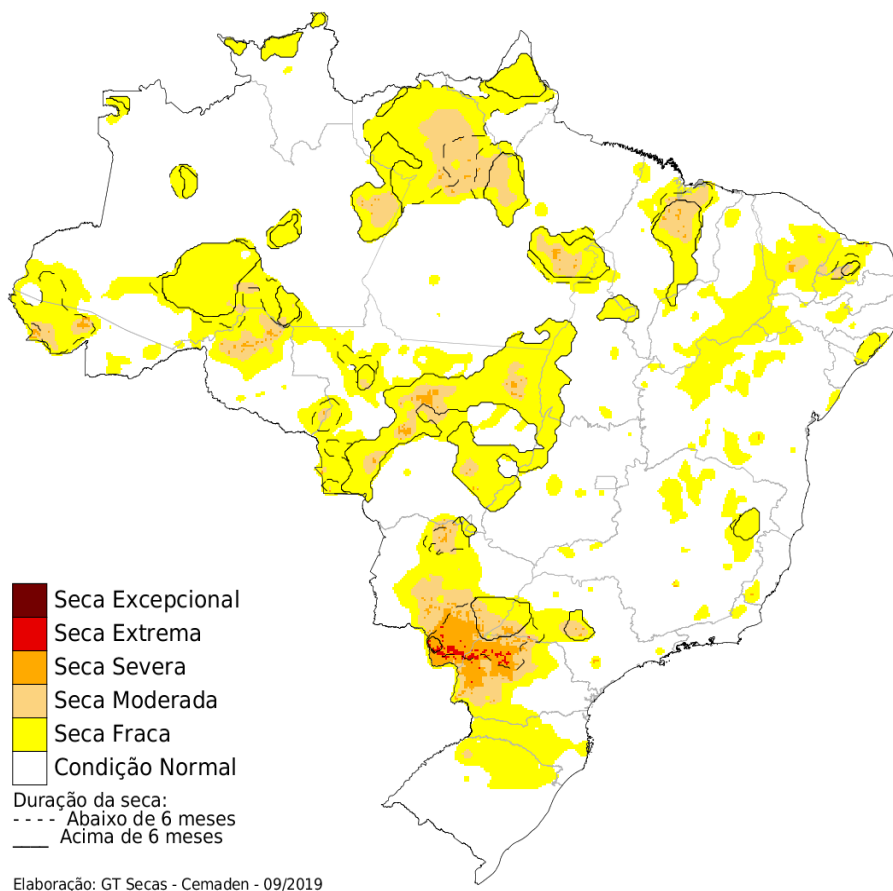 Seca Excepcional
Seca Extrema
Seca Severa
Seca Moderada
Seca Fraca
Condição Normal
Duração da seca:
- - - - Abaixo de 6 meses
____ Acima de 6 meses
Elaboração: GT Secas - Cemaden - 09/2019